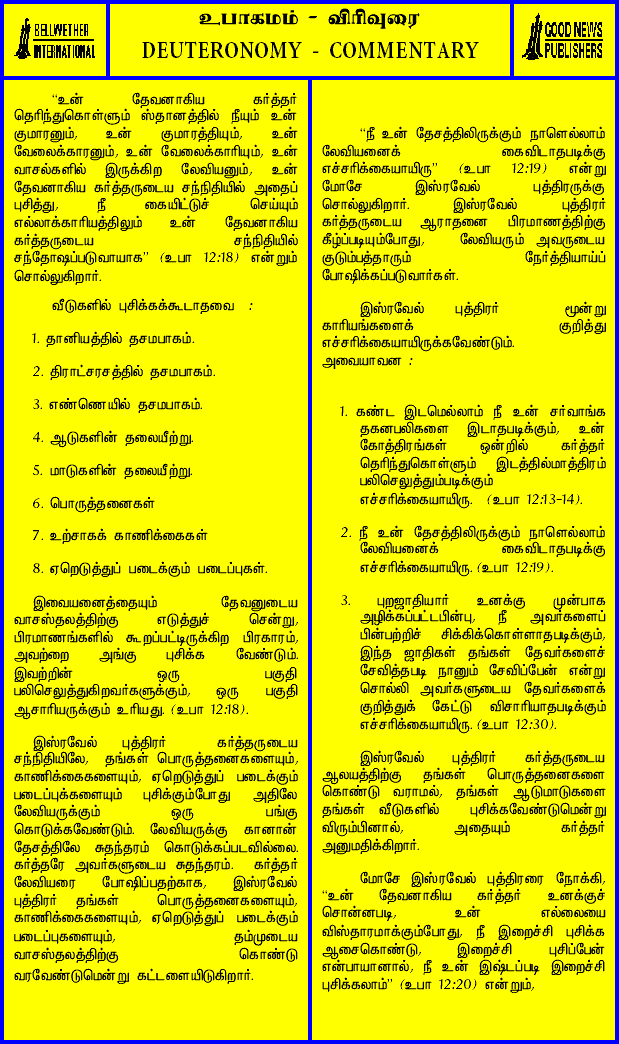 BELLWETHER
INTERNATIONAL
உபாகமம் - விரிவுரை
DEUTERONOMY - COMMENTARY
GOOD NEWS
PUBLISHERS
“உன் தேவனாகிய கர்த்தர்
தெரிந்துகொள்ளும் ஸ்தானத்தில் நீயும் உன்
குமாரனும், உன் குமாரத்தியும், உன்
வேலைக்காரனும், உன் வேலைக்காரியும், உன்
வாசல்களில் இருக்கிற லேவியனும், உன்
தேவனாகிய கர்த்தருடைய சந்நிதியில் அதைப்
புசித்து, நீ கையிட்டுச் செய்யும்
எல்லாக்காரியத்திலும் உன் தேவனாகிய
கர்த்தருடைய சந்நிதியில்
சந்தோஷப்படுவாயாக” (உபா 12:18) என்றும்
சொல்லுகிறார்.
வீடுகளில் புசிக்கக்கூடாதவை :
1. தானியத்தில் தசமபாகம்.
2. திராட்சரசத்தில் தசமபாகம்.
3. எண்ணெயில் தசமபாகம்.
4. ஆடுகளின் தலையீற்று.
5. மாடுகளின் தலையீற்று.
6. பொருத்தனைகள்
7. உற்சாகக் காணிக்கைகள்
8. ஏறெடுத்துப் படைக்கும் படைப்புகள்.
இவையனைத்தையும் தேவனுடைய
வாசஸ்தலத்திற்கு எடுத்துச் சென்று,
பிரமாணங்களில் கூறப்பட்டிருக்கிற பிரகாரம்,
அவற்றை அங்கு புசிக்க வேண்டும்.
இவற்றின் ஒரு பகுதி
பலிசெலுத்துகிறவர்களுக்கும், ஒரு பகுதி
ஆசாரியருக்கும் உரியது. (உபா 12:18).
இஸ்ரவேல் புத்திரர் கர்த்தருடைய
சந்நிதியிலே, தங்கள் பொருத்தனைகளையும்,
காணிக்கைகளையும், ஏறெடுத்துப் படைக்கும்
படைப்புக்களையும் புசிக்கும்போது அதிலே
லேவியருக்கும் ஒரு பங்கு
கொடுக்கவேண்டும். லேவியருக்கு கானான்
தேசத்திலே சுதந்தரம் கொடுக்கப்படவில்லை.
கர்த்தரே அவர்களுடைய சுதந்தரம். கர்த்தர்
லேவியரை போஷிப்பதற்காக, இஸ்ரவேல்
புத்திரர் தங்கள் பொருத்தனைகளையும்,
காணிக்கைகளையும், ஏறெடுத்துப் படைக்கும்
படைப்புகளையும், தம்முடைய
வாசஸ்தலத்திற்கு கொண்டு
வரவேண்டுமென்று கட்டளையிடுகிறார்.
“நீ உன் தேசத்திலிருக்கும் நாளெல்லாம்
லேவியனைக் கைவிடாதபடிக்கு
எச்சரிக்கையாயிரு” (உபா 12:19) என்று
மோசே இஸ்ரவேல் புத்திரருக்கு
சொல்லுகிறார். இஸ்ரவேல் புத்திரர்
கர்த்தருடைய ஆராதனை பிரமாணத்திற்கு
கீழ்ப்படியும்போது, லேவியரும் அவருடைய
குடும்பத்தாரும் நேர்த்தியாய்ப்
போஷிக்கப்படுவார்கள்.
இஸ்ரவேல் புத்திரர் மூன்று
காரியங்களைக் குறித்து
எச்சரிக்கையாயிருக்கவேண்டும்.
அவையாவன :
1. கண்ட இடமெல்லாம் நீ உன் சர்வாங்க
தகனபலிகளை இடாதபடிக்கும், உன்
கோத்திரங்கள் ஒன்றில் கர்த்தர்
தெரிந்துகொள்ளும் இடத்தில்மாத்திரம்
பலிசெலுத்தும்படிக்கும்
எச்சரிக்கையாயிரு. (உபா 12:13-14).
2. நீ உன் தேசத்திலிருக்கும் நாளெல்லாம்
லேவியனைக் கைவிடாதபடிக்கு
எச்சரிக்கையாயிரு. (உபா 12:19).
3. புறஜாதியார் உனக்கு முன்பாக
அழிக்கப்பட்டபின்பு, நீ அவர்களைப்
பின்பற்றிச் சிக்கிக்கொள்ளாதபடிக்கும்,
இந்த ஜாதிகள் தங்கள் தேவர்களைச்
சேவித்தபடி நானும் சேவிப்பேன் என்று
சொல்லி அவர்களுடைய தேவர்களைக்
குறித்துக் கேட்டு விசாரியாதபடிக்கும்
எச்சரிக்கையாயிரு. (உபா 12:30).
இஸ்ரவேல் புத்திரர் கர்த்தருடைய
ஆலயத்திற்கு தங்கள் பொருத்தனைகளை
கொண்டு வராமல், தங்கள் ஆடுமாடுகளை
தங்கள் வீடுகளில் புசிக்கவேண்டுமென்று
விரும்பினால், அதையும் கர்த்தர்
அனுமதிக்கிறார்.
மோசே இஸ்ரவேல் புத்திரரை நோக்கி,
“உன் தேவனாகிய கர்த்தர் உனக்குச்
சொன்னபடி, உன் எல்லையை
விஸ்தாரமாக்கும்போது, நீ இறைச்சி புசிக்க
ஆசைகொண்டு, இறைச்சி புசிப்பேன்
என்பாயானால், நீ உன் இஷ்டப்படி இறைச்சி
புசிக்கலாம்” (உபா 12:20) என்றும்,